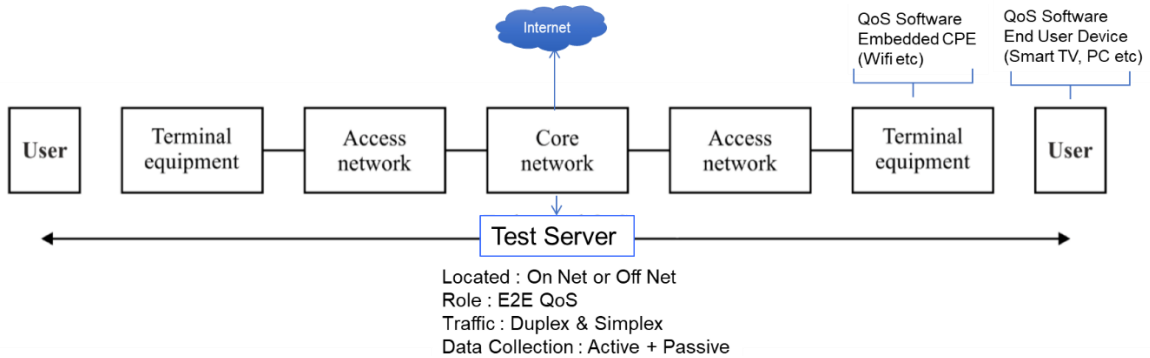 Internet
QoS Software
Embedded CPE
(Wifi etc)
QoS Software
End User Device
(Smart TV, PC etc)
User
Terminal
equipment
Access
network
Core
network
Access
network
Terminal
equipment
User
Test Server
Located : On Net or Off Net
Role : E2E QoS
Traffic : Duplex & Simplex
Data Collection : Active + Passive